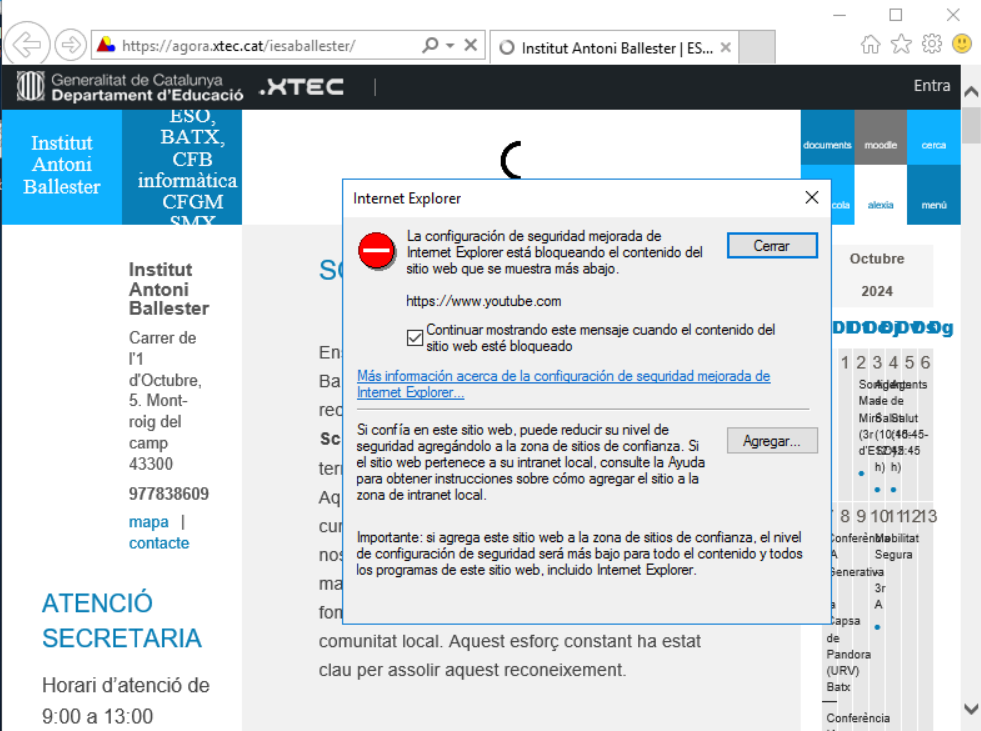 https://agora.xtec.cat/iesaballester/
Institut Antoni Ballester | ES...
Generalitat de Catalunya
Departament d'Educació
.XTEC
Entra
Institut
Antoni
Ballester
ESO,
BATX,
CFB
informàtica
CFGM
SMX
documents
moodle
cerca
cola
alexia
menú
Institut
Antoni
Ballester
Carrer de
l'1
d'Octubre,
5. Mont-
roig del
camp
43300
977838609
mapa |
contacte
ATENCIÓ
SECRETARIA
Horari d'atenció de
9:00 a 13:00
Internet Explorer
La configuración de seguridad mejorada de
Internet Explorer está bloqueando el contenido del
sitio web que se muestra más abajo.
Cerrar
https://www.youtube.com
Continuar mostrando este mensaje cuando el contenido del
sitio web esté bloqueado
Más información acerca de la configuración de seguridad mejorada de
Internet Explorer...
Si confía en este sitio web, puede reducir su nivel de
seguridad agregándolo a la zona de sitios de confianza. Si
el sitio web pertenece a su intranet local, consulte la Ayuda
para obtener instrucciones sobre cómo agregar el sitio a la
zona de intranet local.
Agregar...
Importante: si agrega este sitio web a la zona de sitios de confianza, el nivel
de configuración de seguridad será más bajo para todo el contenido y todos
los programas de este sitio web, incluido Internet Explorer.
comunitat local. Aquest esforç constant ha estat
clau per assolir aquest reconeixement.
Octubre
2024
1 2 3 4 5 6
8 9 10 11 12 13
Mobilitat
Segura
-
3r
A
Capsa
de
Pandora
(URV)
Batx
Conferència